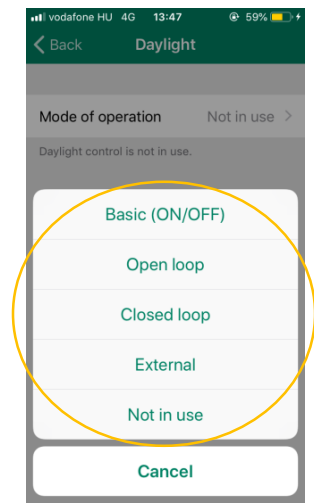 vodafone HU 4G 13:47 59%
Back Daylight
Mode of operation Not in use
Daylight control is not in use.
Basic (ON/OFF)
Open loop
Closed loop
External
Not in use
Cancel